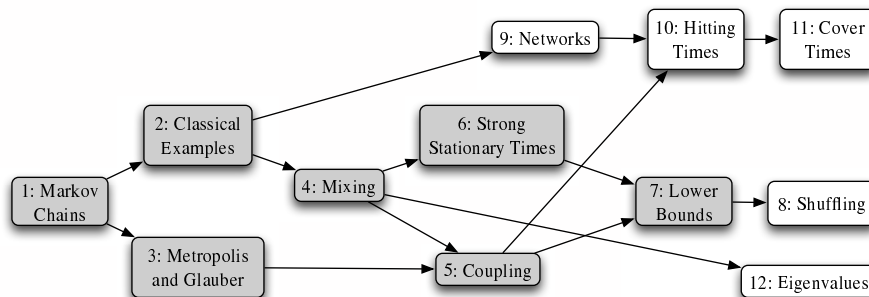 9: Networks
10: Hitting
Times
11: Cover
Times
2: Classical
Examples
6: Strong
Stationary Times
1: Markov
Chains
4: Mixing
7: Lower
Bounds
8: Shuffling
3: Metropolis
and Glauber
5: Coupling
12: Eigenvalues